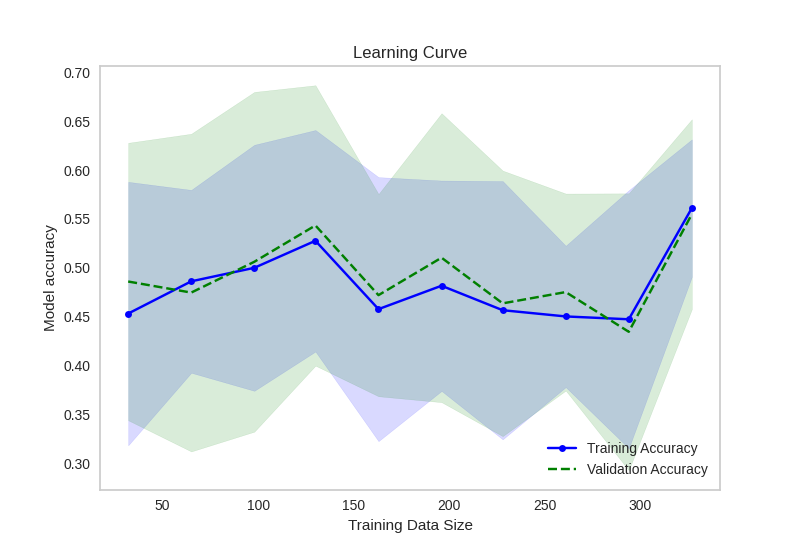 Learning Curve
0.70
0.65
0.60
0.55
0.50
0.45
0.40
0.35
0.30
Model accuracy
Training Accuracy
Validation Accuracy
50 100 150 200 250 300
Training Data Size